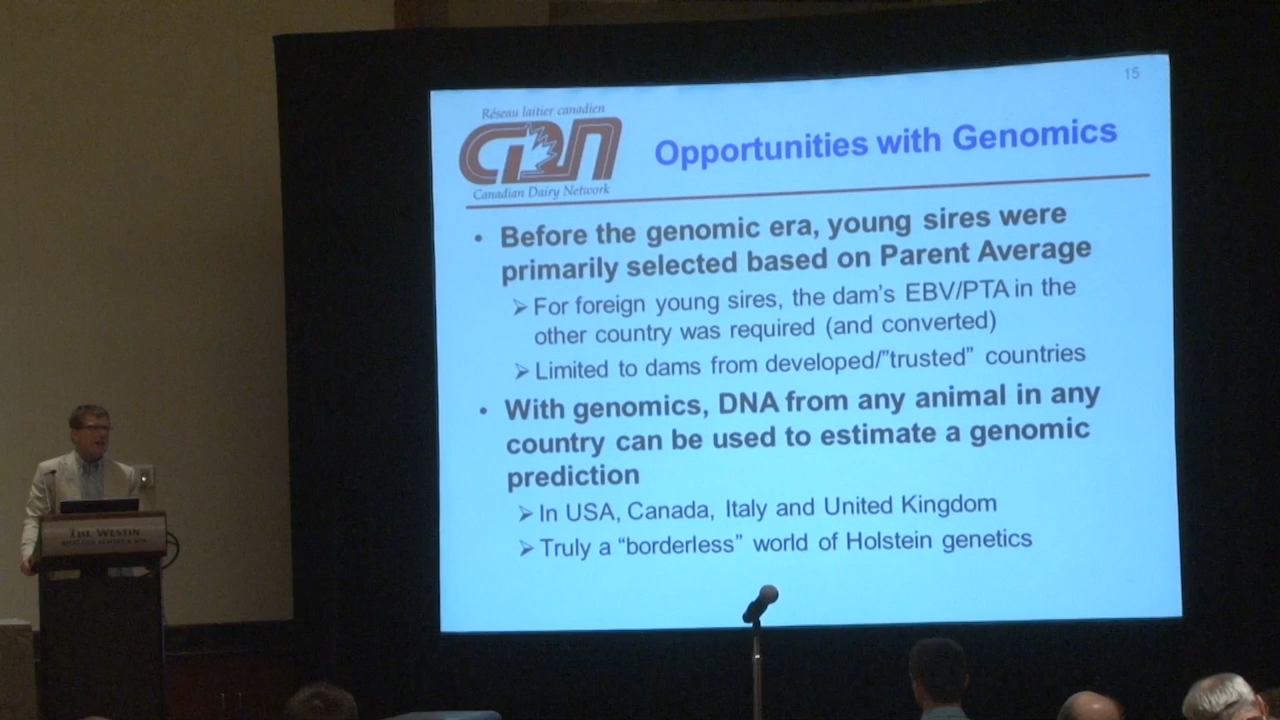 15
Réseau laitier canadien
CDN
Canadian Dairy Network
Opportunities with Genomics
• Before the genomic era, young sires were
primarily selected based on Parent Average
➢ For foreign young sires, the dam's EBV/PTA in the
other country was required (and converted)
➢ Limited to dams from developed/"trusted" countries
• With genomics, DNA from any animal in any
country can be used to estimate a genomic
prediction
➢ In USA, Canada, Italy and United Kingdom
➢ Truly a "borderless" world of Holstein genetics
THE WESTIN